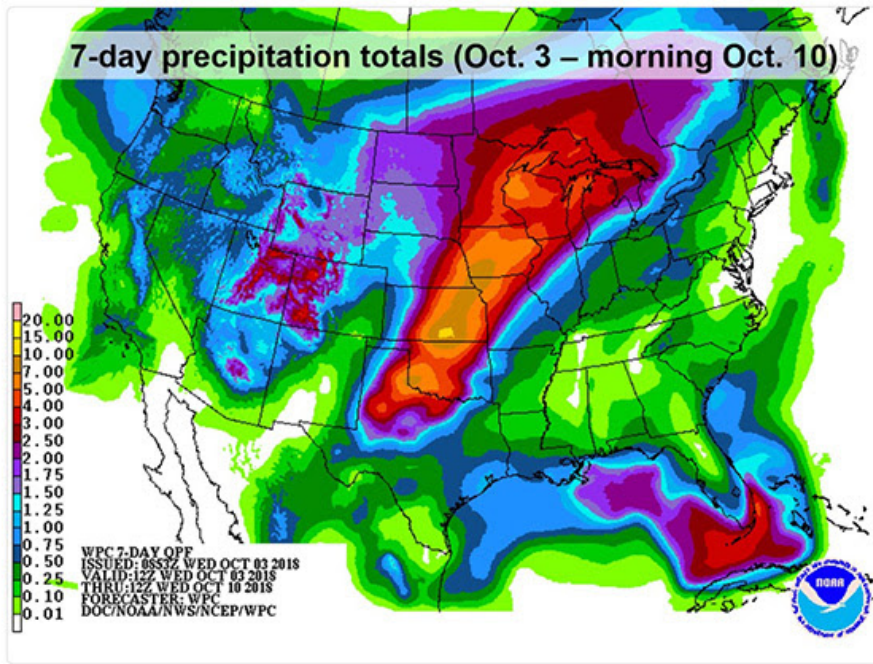 7-day precipitation totals (Oct. 3 – morning Oct. 10)
20.00
15.00
10.00
7.00
5.00
4.00
3.00
2.50
2.00
1.75
1.50
1.25
1.00
0.75
0.50
0.25
0.10
0.01
WPC 7-DAY QPF
ISSUED: 0853Z WED OCT 03 2018
VALID:12Z WED OCT 03 2018
THRU:12Z WED OCT 10 2018
FORECASTER: WPC
DOC/NOAA/NWS/NCEP/WPC
NOAA